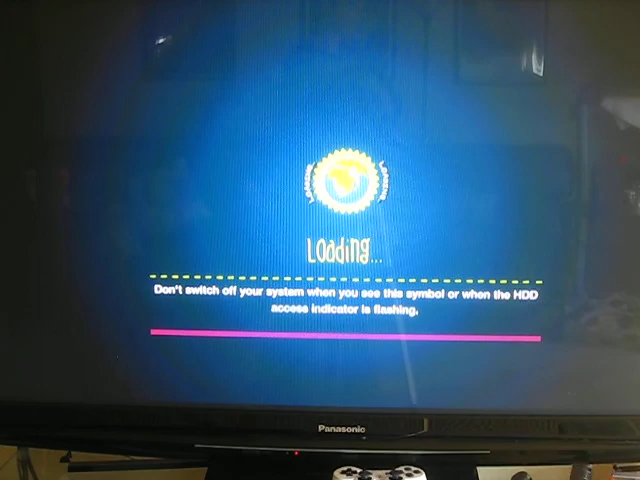 Loading...
Don't switch off your system when you see this symbol or when the HDD
access indicator is flashing.
Panasonic